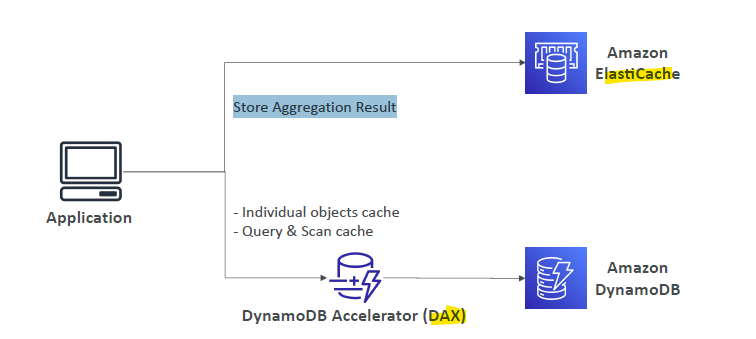 Amazon
ElastiCache
Store Aggregation Result
Application
- Individual objects cache
- Query & Scan cache
Amazon
DynamoDB
DynamoDB Accelerator (DAX)